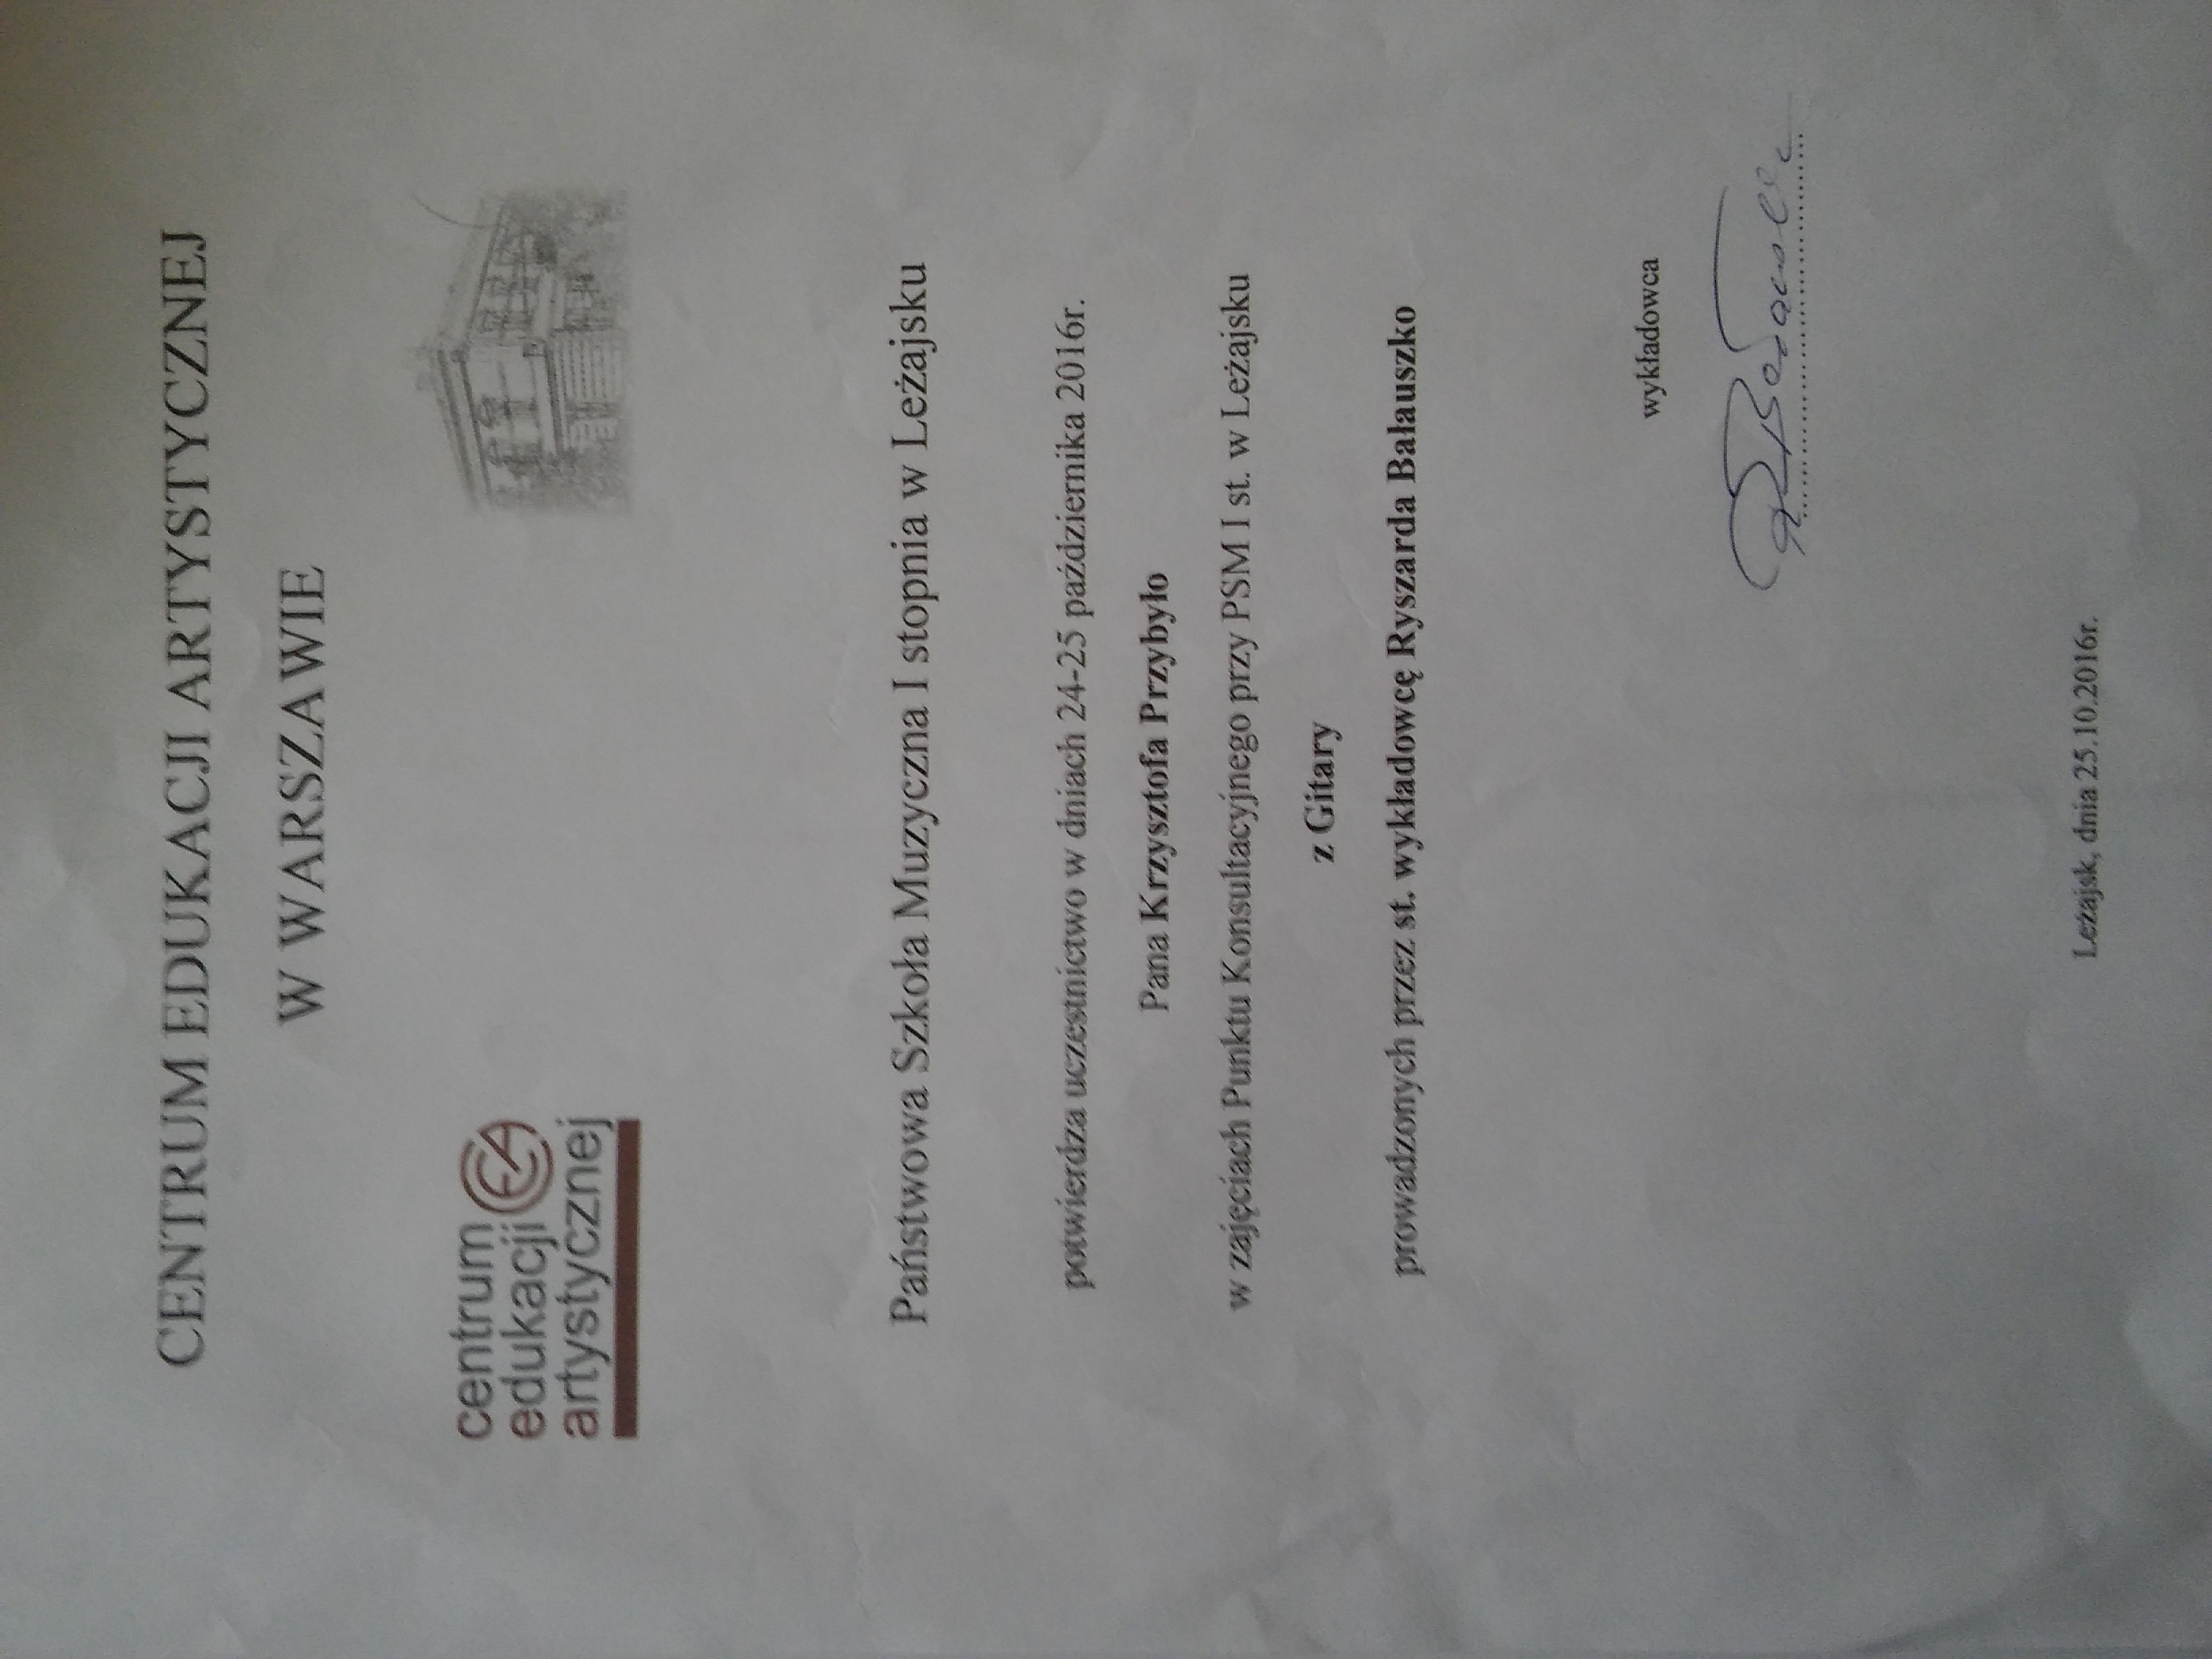 CENTRUM EDUKACJI ARTYSTYCZNEJ
W WARSZAWIE
centrum
edukacji CEA
artystycznej
Państwowa Szkoła Muzyczna I stopnia w Leżajsku
potwierdza uczestnictwo w dniach 24-25 października 2016r.
Pana Krzysztofa Przybyło
w zajęciach Punktu Konsultacyjnego przy PSM I st. w Leżajsku
z Gitary
prowadzonych przez st. wykładowcę Ryszarda Bałauszko
wykładowca
Leżajsk, dnia 25.10.2016r.